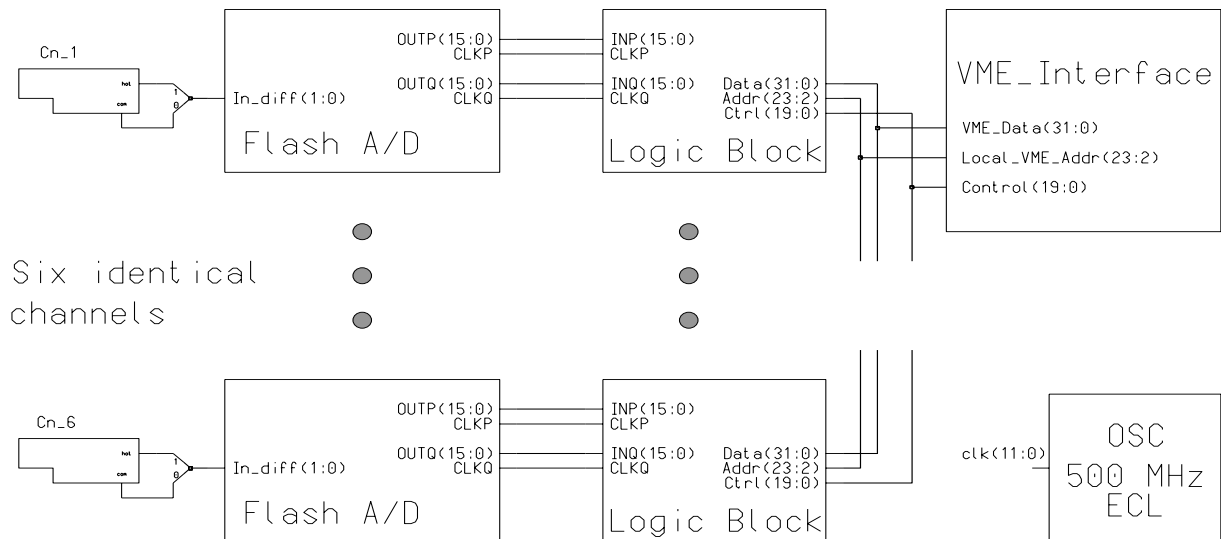 Cn_1
hol
com
1
0
In_diff(1:0)
OUTP(15:0)
CLKP
OUTQ(15:0)
CLKQ
Flash A/D
INP(15:0)
CLKP
INQ(15:0)
CLKQ
Data(31:0)
Addr(23:2)
Ctrl(19:0)
Logic Block
VME_Interface
VME_Data(31:0)
Local_VME_Addr(23:2)
Control(19:0)
Six identical
channels
Cn_6
hol
com
1
0
In_diff(1:0)
OUTP(15:0)
CLKP
OUTQ(15:0)
CLKQ
Flash A/D
INP(15:0)
CLKP
INQ(15:0)
CLKQ
Data(31:0)
Addr(23:2)
Ctrl(19:0)
Logic Block
clk(11:0)
OSC
500 MHz
ECL